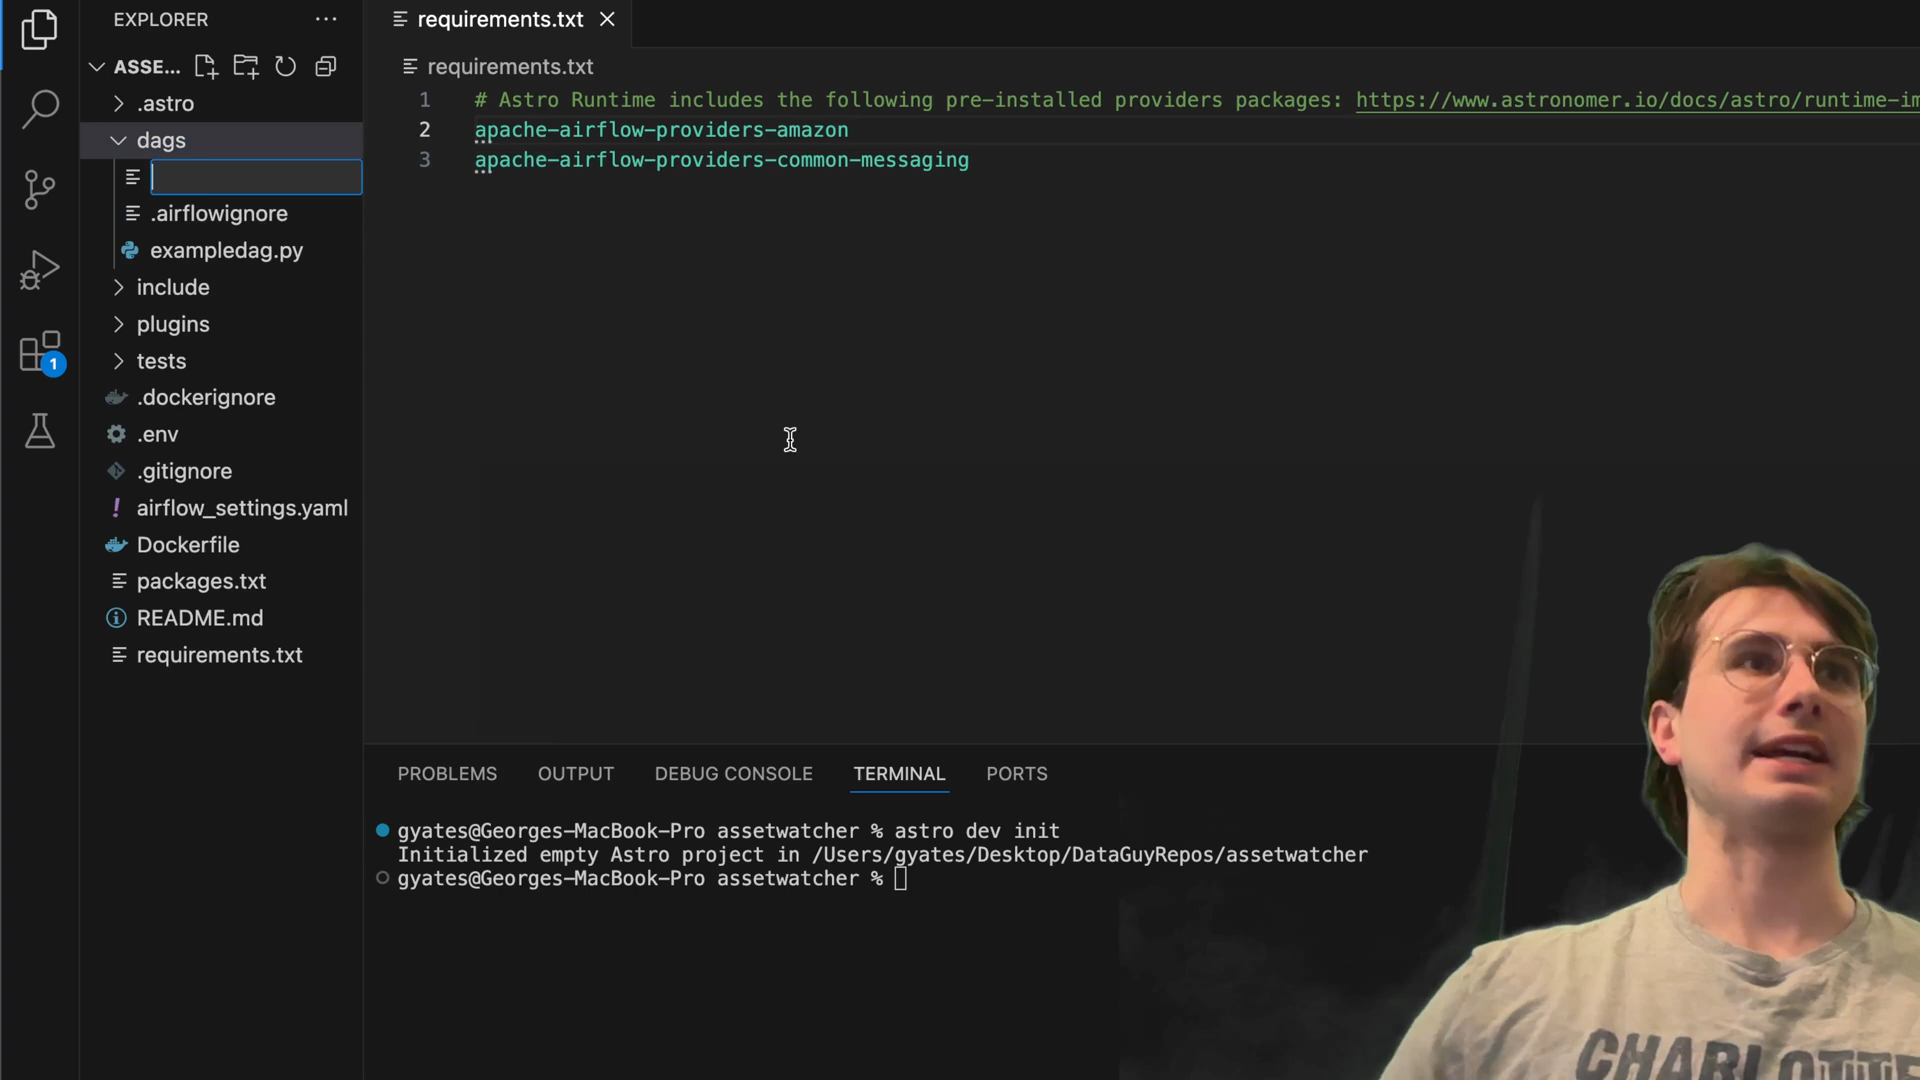 EXPLORER
ASSE...
.astro
dags
.airflowignore
exampledag.py
include
plugins
tests
.dockerignore
.env
.gitignore
airflow_settings.yaml
Dockerfile
packages.txt
README.md
requirements.txt
1
requirements.txt
requirements.txt
1 # Astro Runtime includes the following pre-installed providers packages: https://www.astronomer.io/docs/astro/runtime-im
2 apache-airflow-providers-amazon
3 apache-airflow-providers-common-messaging
PROBLEMS OUTPUT DEBUG CONSOLE TERMINAL PORTS
gyates@Georges-MacBook-Pro assetwatcher % astro dev init
Initialized empty Astro project in /Users/gyates/Desktop/DataGuyRepos/assetwatcher
gyates@Georges-MacBook-Pro assetwatcher %
CHARLOTTE